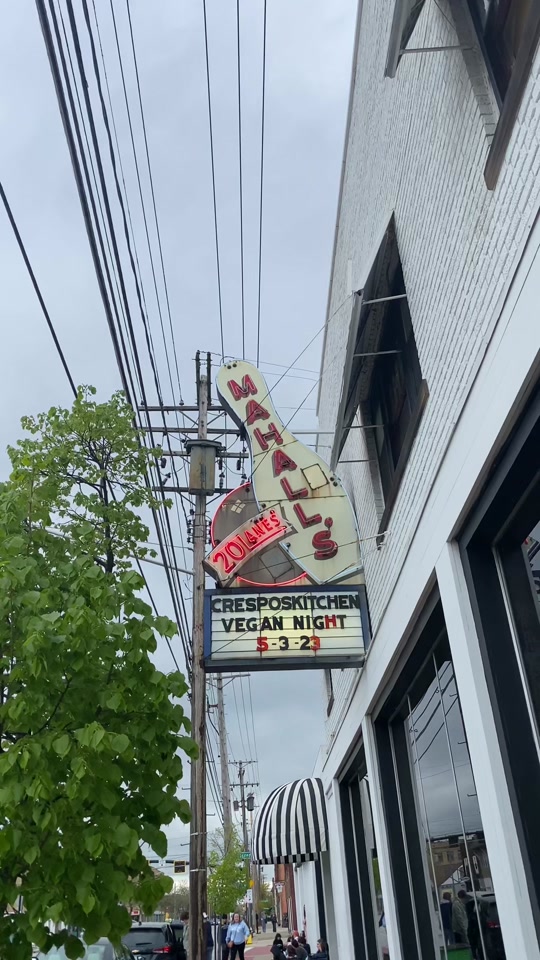 MAHALL'S
20 LANES
CRESPOSKITCHEN
VEGAN NIGHT
5-3-23